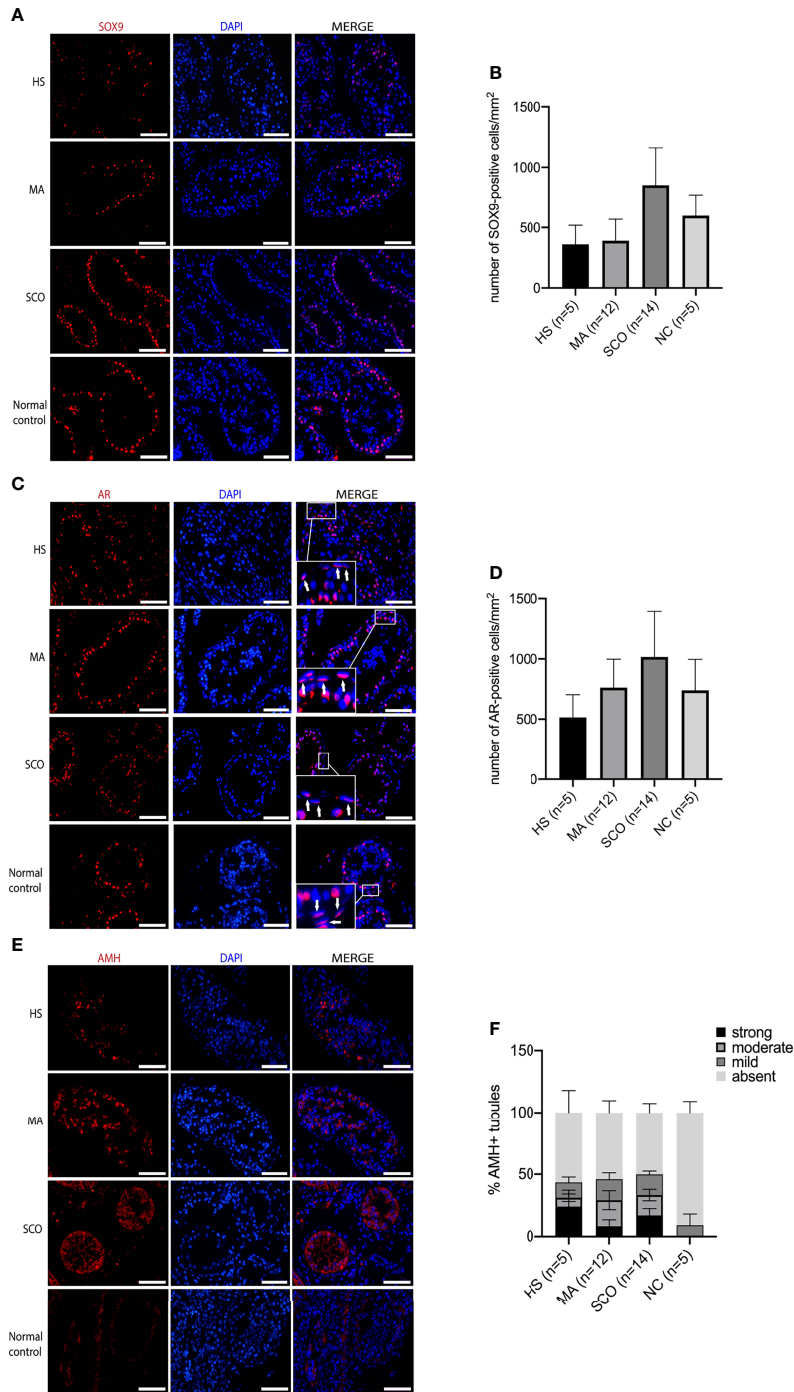 A
SOX9 DAPI MERGE
HS
MA
SCO
Normal
control
B
number of SOX9-positive cells/mm²
1500
1000
500
0
HS (n=5) MA (n=12) SCO (n=14) NC (n=5)
C
AR DAPI MERGE
HS
MA
SCO
Normal
control
D
number of AR-positive cells/mm²
1500
1000
500
0
HS (n=5) MA (n=12) SCO (n=14) NC (n=5)
E
AMH DAPI MERGE
HS
MA
SCO
Normal
control
F
strong
moderate
mild
absent
% AMH+ tubules
150
100
50
0
HS (n=5) MA (n=12) SCO (n=14) NC (n=5)